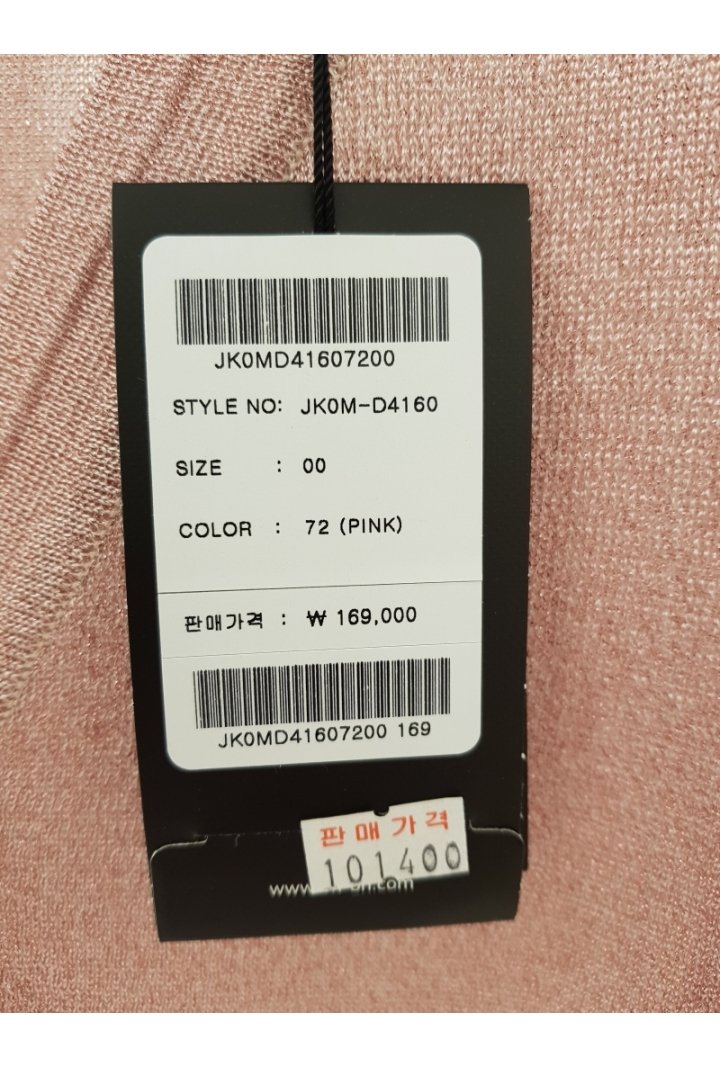 JK0MD41607200
STYLE NO: JK0M-D4160
SIZE : 00
COLOR : 72 (PINK)
판매가격 : ₩ 169,000
JK0MD41607200 169
판매가격
101400